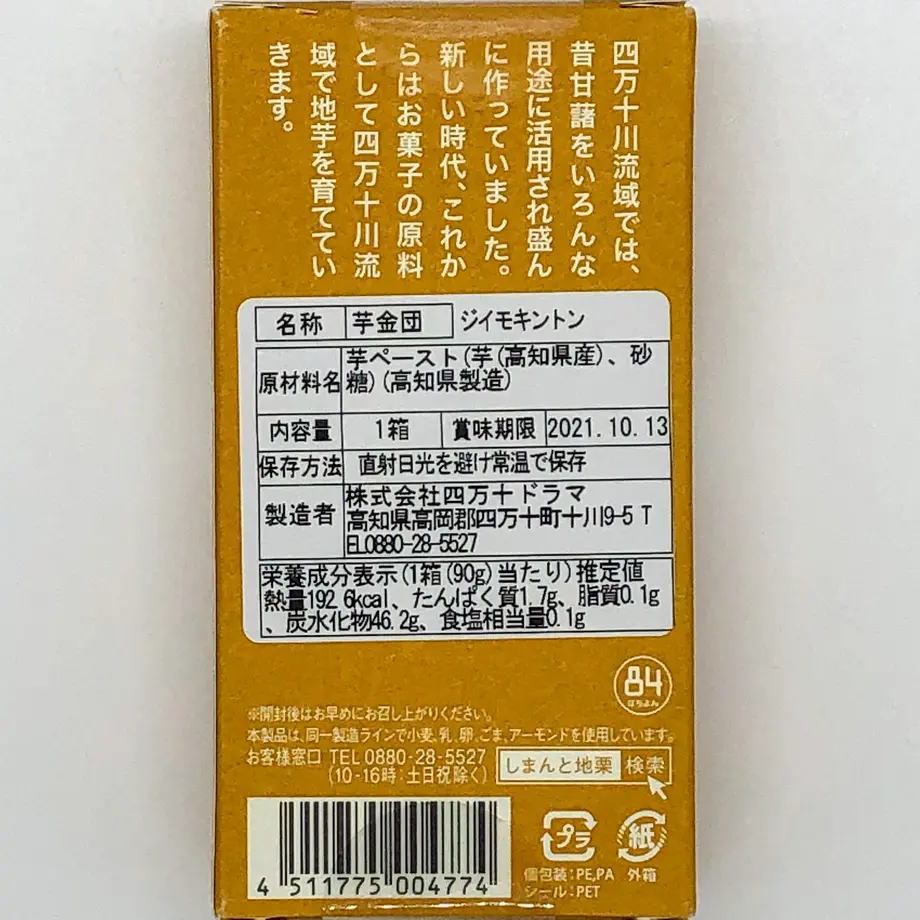 四万十川流域では、
昔甘藷をいろんな
用途に活用され盛ん
に作っていました。
新しい時代、これか
らはお菓子の原料
として四万十川流
域で地芋を育ててい
きます。
名称 芋金団 ジイモキントン
原材料名 芋ペースト(芋(高知県産)、砂
糖)(高知県製造)
内容量 1箱 賞味期限 2021.10.13
保存方法 直射日光を避け常温で保存
製造者 株式会社四万十ドラマ
高知県高岡郡四万十町十川9-5 T
EL0880-28-5527
栄養成分表示(1箱(90g)当たり)推定値
熱量192.6kcal、たんぱく質1.7g、脂質0.1g
、炭水化物46.2g、食塩相当量0.1g
84
はちよん
※開封後はお早めにお召し上がりください。
本製品は、同一製造ラインで小麦、乳、卵、ごま、アーモンドを使用しています。
お客様窓口 TEL 0880-28-5527
(10-16時:土日祝除く)
しまんと地栗 検索
4 511775 004774
プラ 紙
個包装:PE,PA 外箱
シール:PET